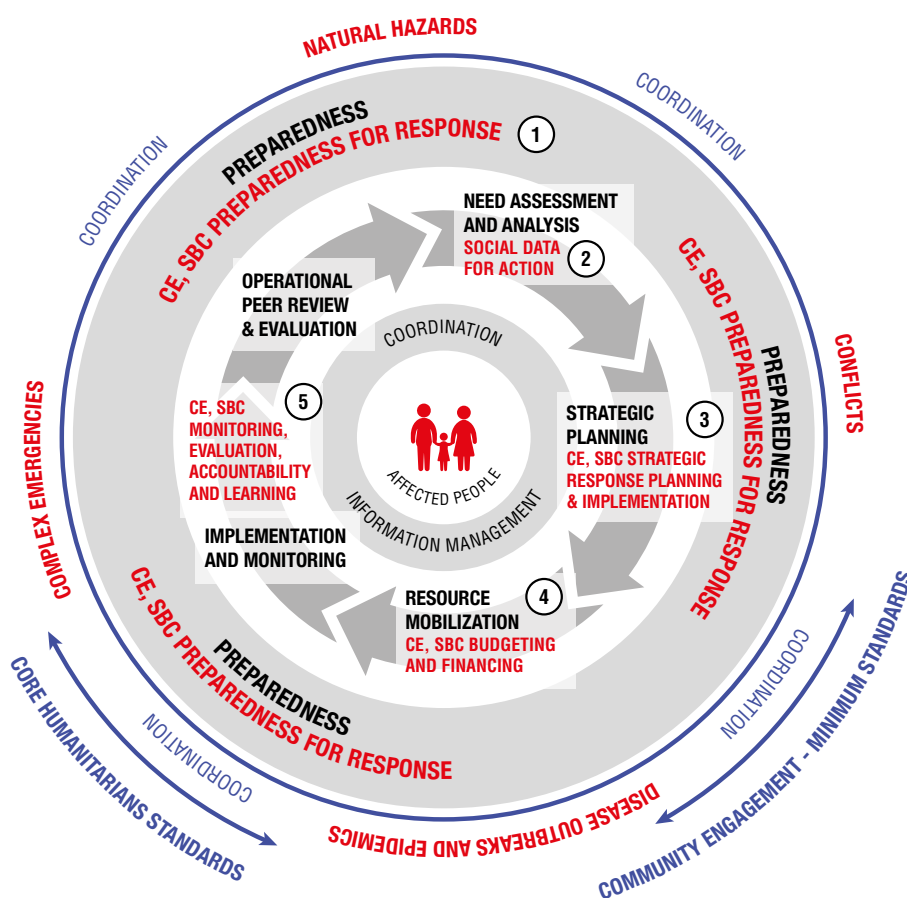 NATURAL HAZARDS
COORDINATION
COORDINATION
PREPAREDNESS
CE, SBC PREPAREDNESS FOR RESPONSE
1
NEED ASSESSMENT
AND ANALYSIS
SOCIAL DATA
FOR ACTION
2
CE, SBC PREPAREDNESS FOR RESPONSE
PREPAREDNESS
CONFLICTS
OPERATIONAL
PEER REVIEW
& EVALUATION
COORDINATION
AFFECTED PEOPLE
INFORMATION MANAGEMENT
STRATEGIC
PLANNING
3
CE, SBC STRATEGIC
RESPONSE PLANNING
& IMPLEMENTATION
5
CE, SBC
MONITORING,
EVALUATION,
ACCOUNTABILITY
AND LEARNING
COMPLEX EMERGENCIES
IMPLEMENTATION
AND MONITORING
RESOURCE
MOBILIZATION
4
CE, SBC BUDGETING
AND FINANCING
PREPAREDNESS
CE, SBC PREPAREDNESS FOR RESPONSE
COORDINATION
COORDINATION
CORE HUMANITARIANS STANDARDS
COMMUNITY ENGAGEMENT - MINIMUM STANDARDS
DISEASE OUTBREAKS AND EPIDEMICS